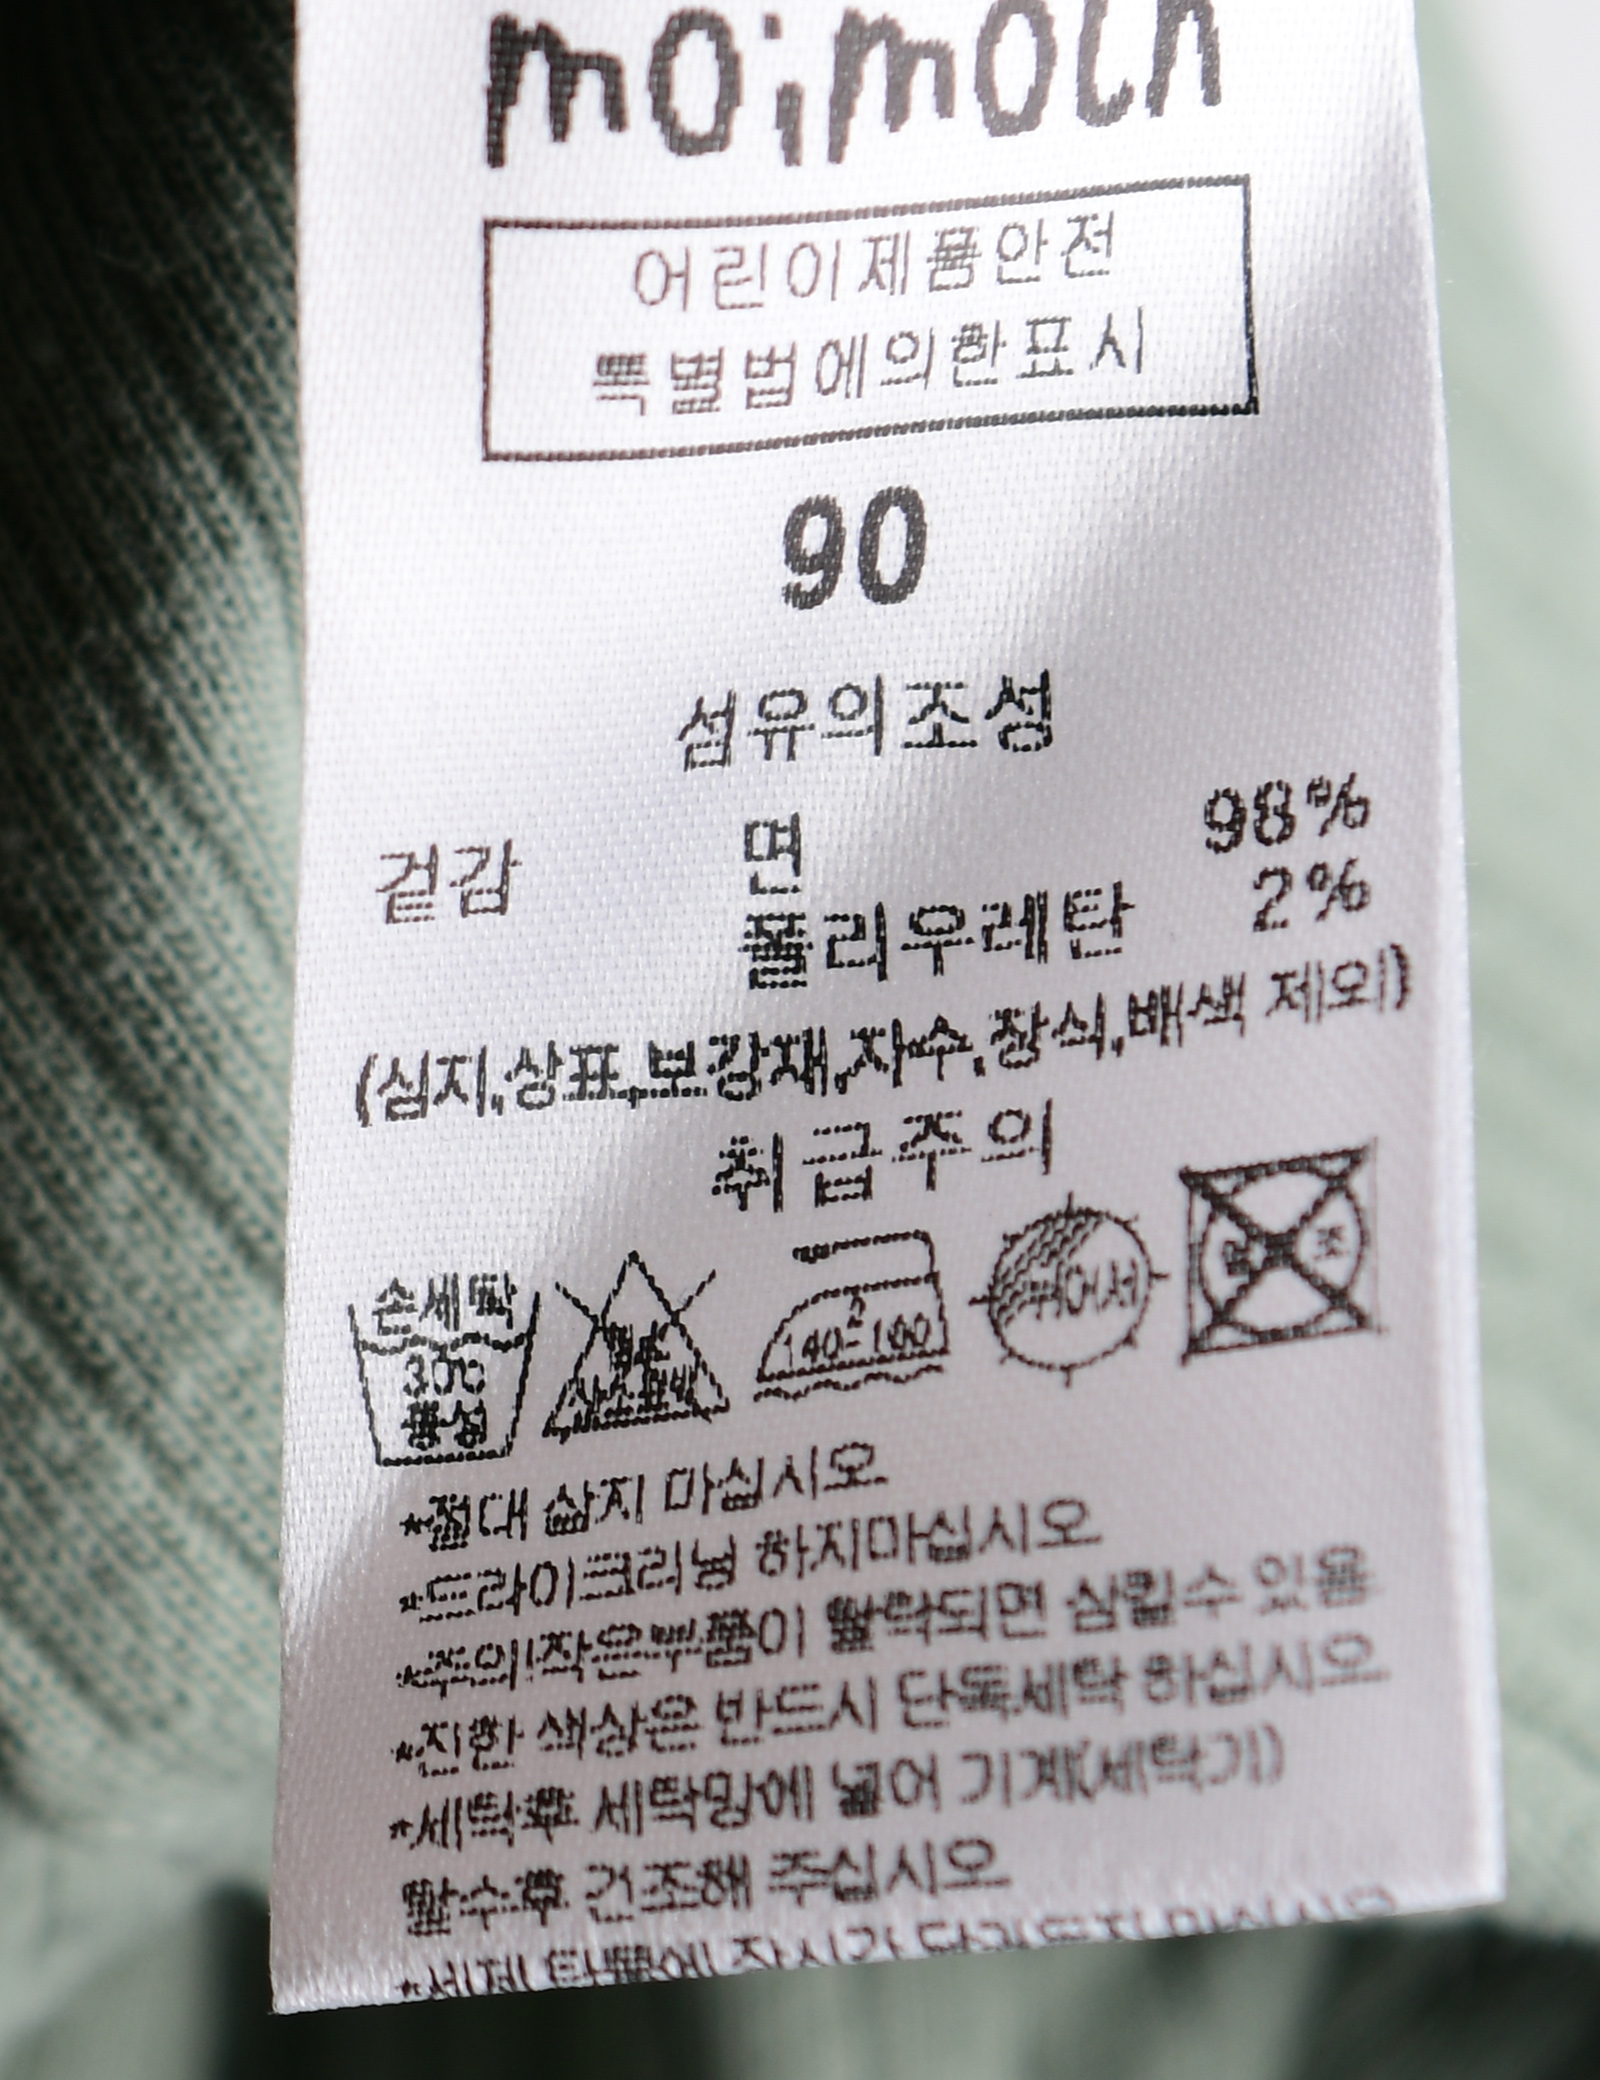 moimoln
어린이제품안전
특별법에의한표시
90
섬유의조성
겉감 면 98%
폴리우레탄 2%
(심지,상표,보강재,자수,장식,배색 제외)
취급주의
손세탁
30℃
중성
140~160
뉘어서
*절대 삶지 마십시오
*드라이크리닝 하지마십시오
*주의!작은부품이 탈락되면 삼킬수 있음
*진한 색상은 반드시 단독세탁 하십시오
*세탁후 세탁망에 넣어 기계(세탁기)
탈수후 건조해 주십시오